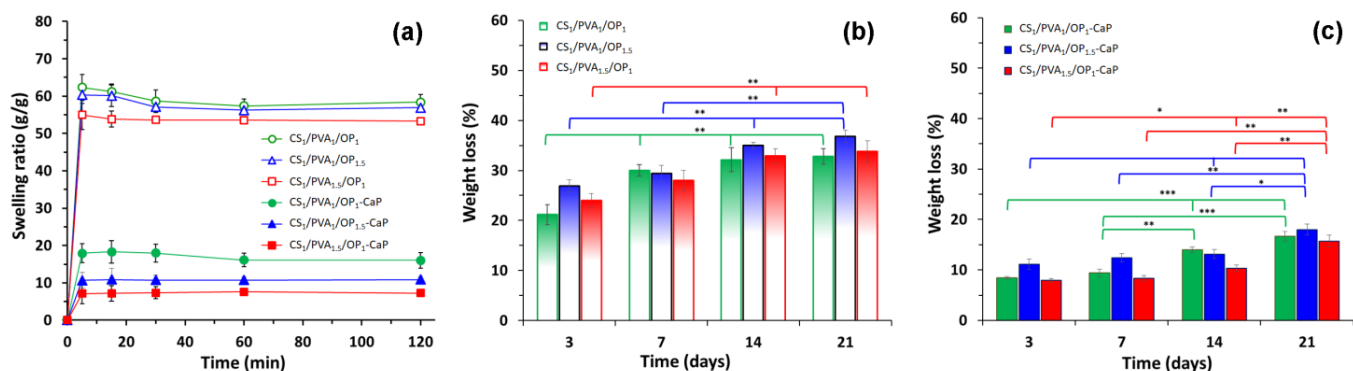 (a)
Swelling ratio (g/g)
80
70
60
50
40
30
20
10
0
CS₁/PVA₁/OP₁
CS₁/PVA₁/OP₁.₅
CS₁/PVA₁.₅/OP₁
CS₁/PVA₁/OP₁-CaP
CS₁/PVA₁/OP₁.₅-CaP
CS₁/PVA₁.₅/OP₁-CaP
0 20 40 60 80 100 120
Time (min)
(b)
Weight loss (%)
60
50
40
30
20
10
0
CS₁/PVA₁/OP₁
CS₁/PVA₁/OP₁.₅
CS₁/PVA₁.₅/OP₁
**
**
**
**
3 7 14 21
Time (days)
(c)
Weight loss (%)
60
50
40
30
20
10
0
CS₁/PVA₁/OP₁-CaP
CS₁/PVA₁/OP₁.₅-CaP
CS₁/PVA₁.₅/OP₁-CaP
* **
**
**
**
*
***
***
**
3 7 14 21
Time (days)